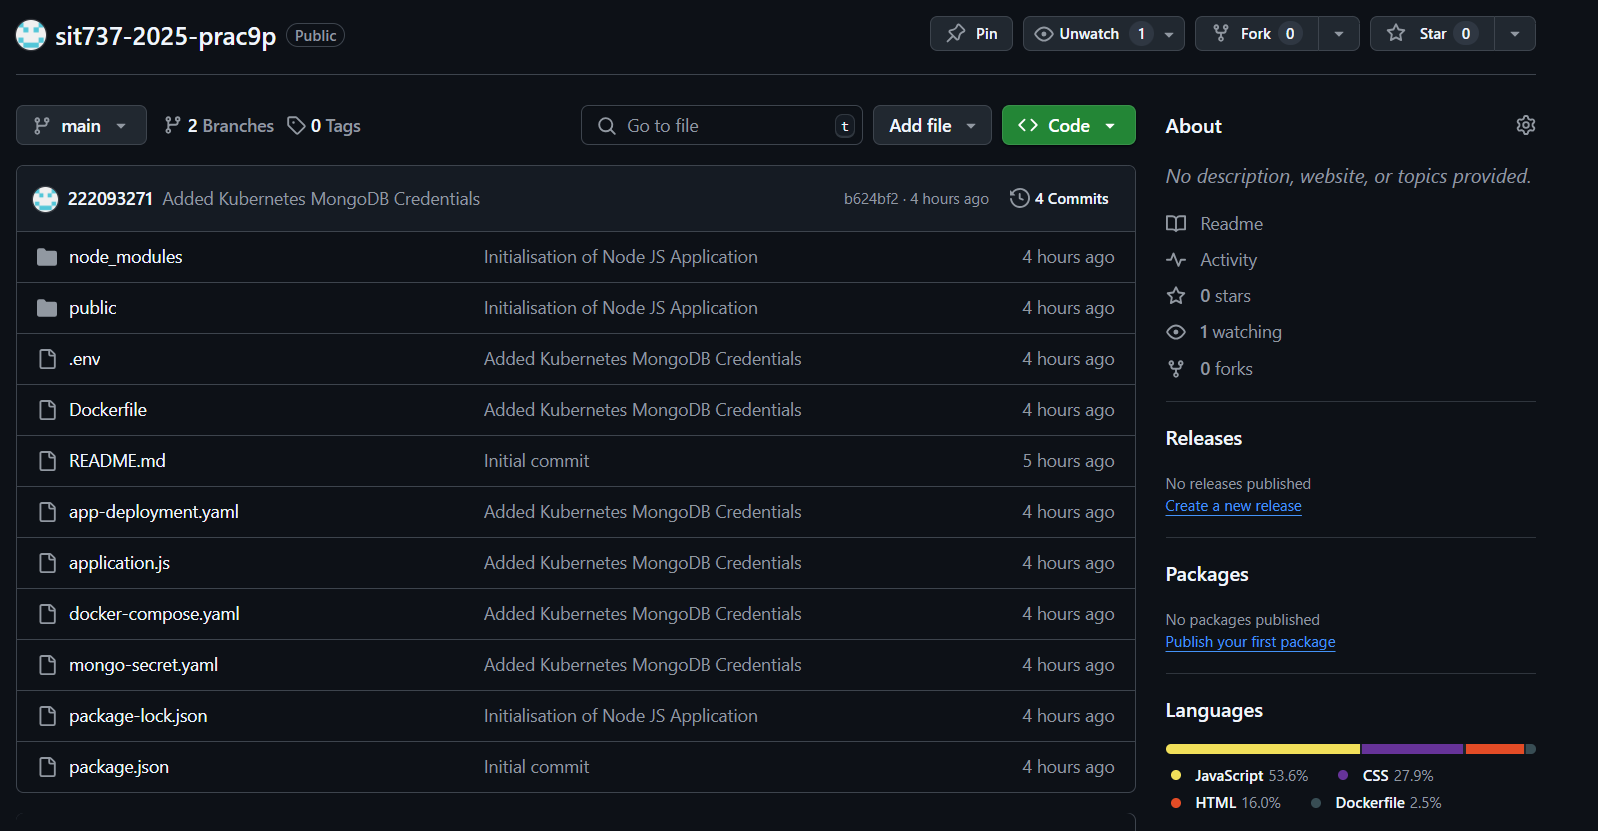 sit737-2025-prac9p Public Pin Unwatch 1 Fork 0 Star 0
main 2 Branches 0 Tags Go to file t Add file Code
222093271 Added Kubernetes MongoDB Credentials b624bf2 · 4 hours ago 4 Commits
node_modules Initialisation of Node JS Application 4 hours ago
public Initialisation of Node JS Application 4 hours ago
.env Added Kubernetes MongoDB Credentials 4 hours ago
Dockerfile Added Kubernetes MongoDB Credentials 4 hours ago
README.md Initial commit 5 hours ago
app-deployment.yaml Added Kubernetes MongoDB Credentials 4 hours ago
application.js Added Kubernetes MongoDB Credentials 4 hours ago
docker-compose.yaml Added Kubernetes MongoDB Credentials 4 hours ago
mongo-secret.yaml Added Kubernetes MongoDB Credentials 4 hours ago
package-lock.json Initialisation of Node JS Application 4 hours ago
package.json Initial commit 4 hours ago
About
No description, website, or topics provided.
Readme
Activity
0 stars
1 watching
0 forks
Releases
No releases published
Create a new release
Packages
No packages published
Publish your first package
Languages
JavaScript 53.6% CSS 27.9%
HTML 16.0% Dockerfile 2.5%